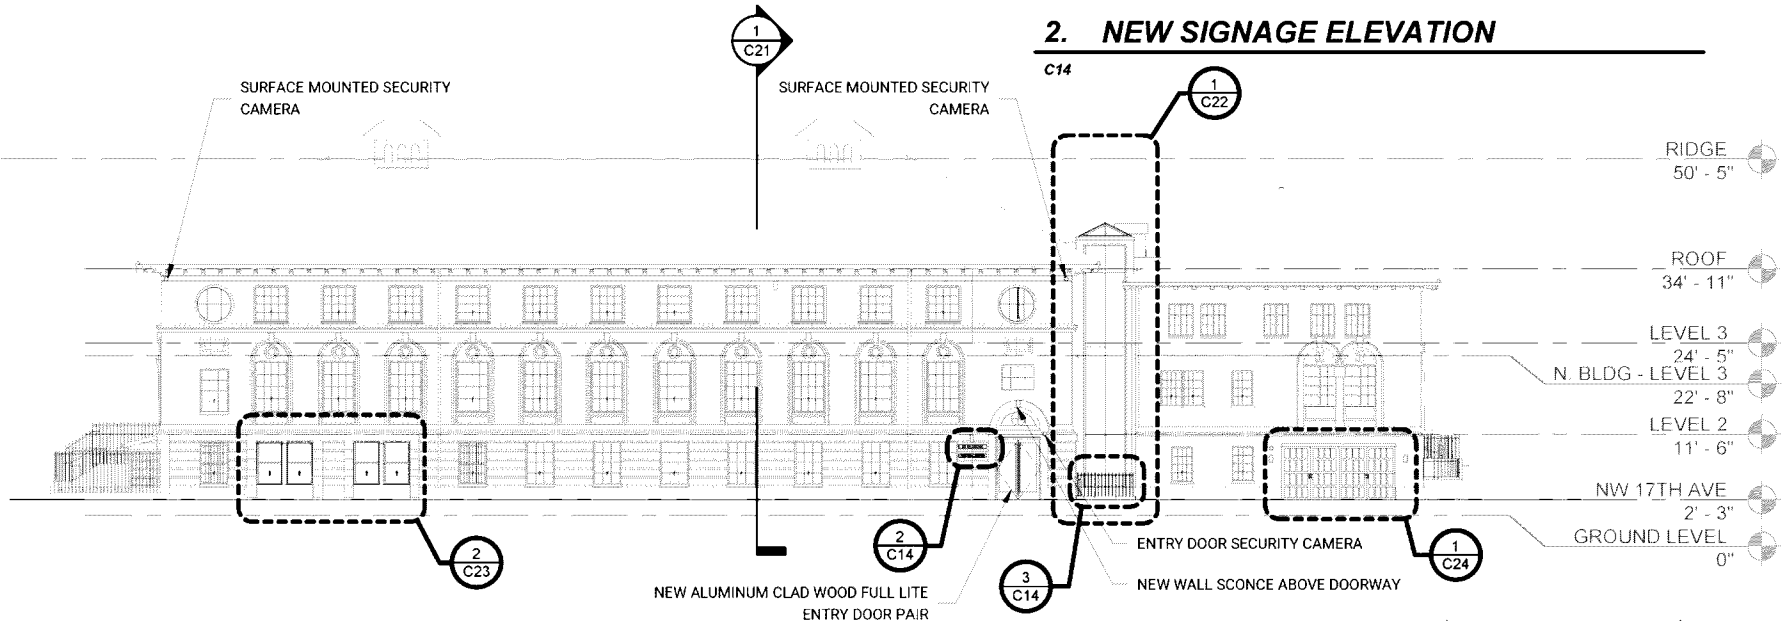 2. NEW SIGNAGE ELEVATION
C14
1
C21
SURFACE MOUNTED SECURITY
CAMERA
SURFACE MOUNTED SECURITY
CAMERA
1
C22
RIDGE
50' - 5"
ROOF
34' - 11"
LEVEL 3
24' - 5"
N. BLDG - LEVEL 3
22' - 8"
LEVEL 2
11' - 6"
NW 17TH AVE
2' - 3"
GROUND LEVEL
0"
2
C23
2
C14
3
C14
1
C24
ENTRY DOOR SECURITY CAMERA
NEW WALL SCONCE ABOVE DOORWAY
NEW ALUMINUM CLAD WOOD FULL LITE
ENTRY DOOR PAIR